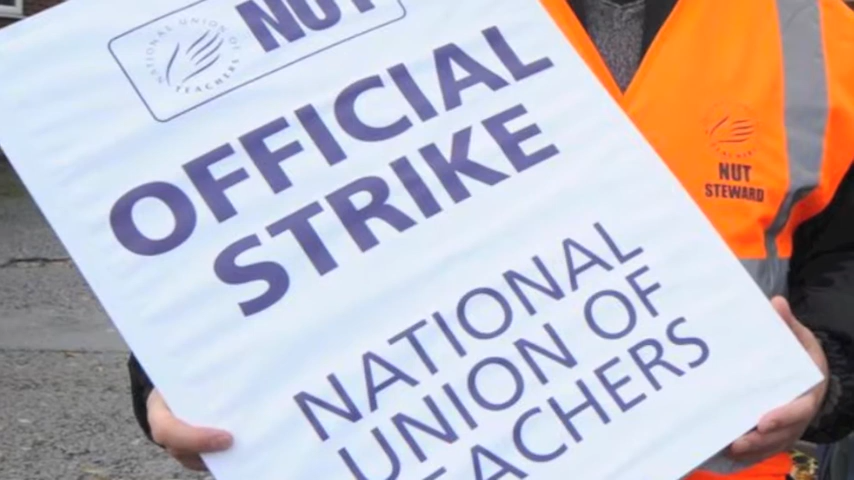 NUT
NATIONAL UNION OF
TEACHERS
OFFICIAL
STRIKE
NATIONAL
UNION OF
TEACHERS
NUT
STEWARD